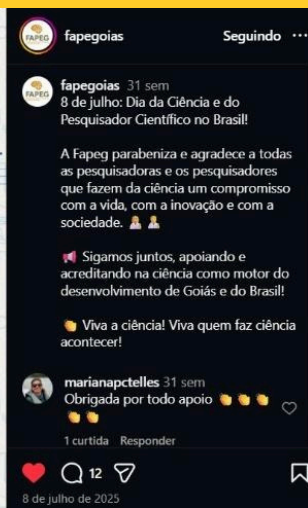 fapegoias Seguindo ...
fapegoias 31 sem
8 de julho: Dia da Ciência e do
Pesquisador Científico no Brasil!
A Fapeg parabeniza e agradece a todas
as pesquisadoras e os pesquisadores
que fazem da ciência um compromisso
com a vida, com a inovação e com a
sociedade.
Sigamos juntos, apoiando e
acreditando na ciência como motor do
desenvolvimento de Goiás e do Brasil!
Viva a ciência! Viva quem faz ciência
acontecer!
marianapctelles 31 sem
Obrigada por todo apoio
1 curtida Responder
12
8 de julho de 2025
FAPEG
FAPEG